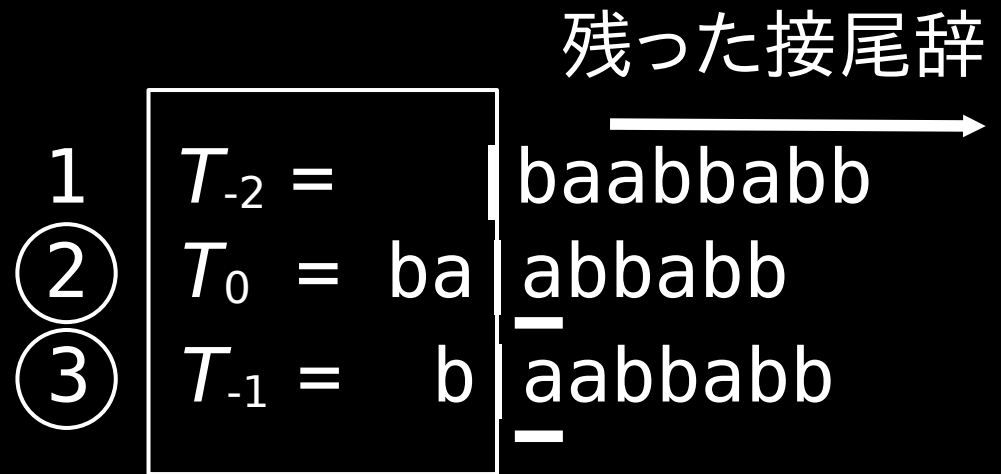 残った接尾辞
1 T-2 = | baabbabb
② T0 = ba | abbabb
③ T-1 = b | aabbabb